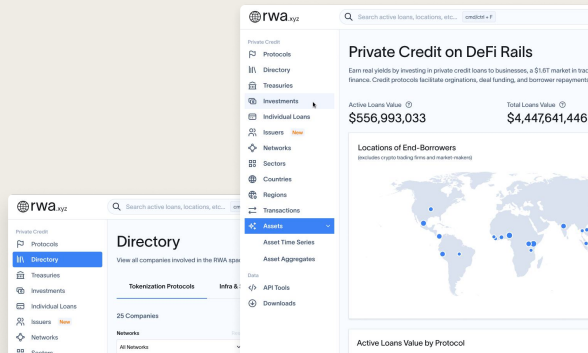 rwa.xyz
Search active loans, locations, etc... cmd/ctrl + F
Private Credit
Protocols
Directory
Treasuries
Investments
Individual Loans
Issuers New
Networks
Sectors
Countries
Regions
Transactions
Assets
Asset Time Series
Asset Aggregates
Data
API Tools
Downloads
Private Credit on DeFi Rails
Earn real yields by investing in private credit loans to businesses, a $1.6T market in
finance. Credit protocols facilitate orginations, deal funding, and borrower repayments
Active Loans Value
$556,993,033
Total Loans Value
$4,447,641,446
Locations of End-Borrowers
(excludes crypto trading firms and market-makers)
Active Loans Value by Protocol
rwa.xyz
Search active loans, locations, etc...
Private Credit
Protocols
Directory
Treasuries
Investments
Individual Loans
Issuers New
Networks
Directory
View all companies involved in the RWA
Tokenization Protocols
Infra &
25 Companies
Networks
All Networks